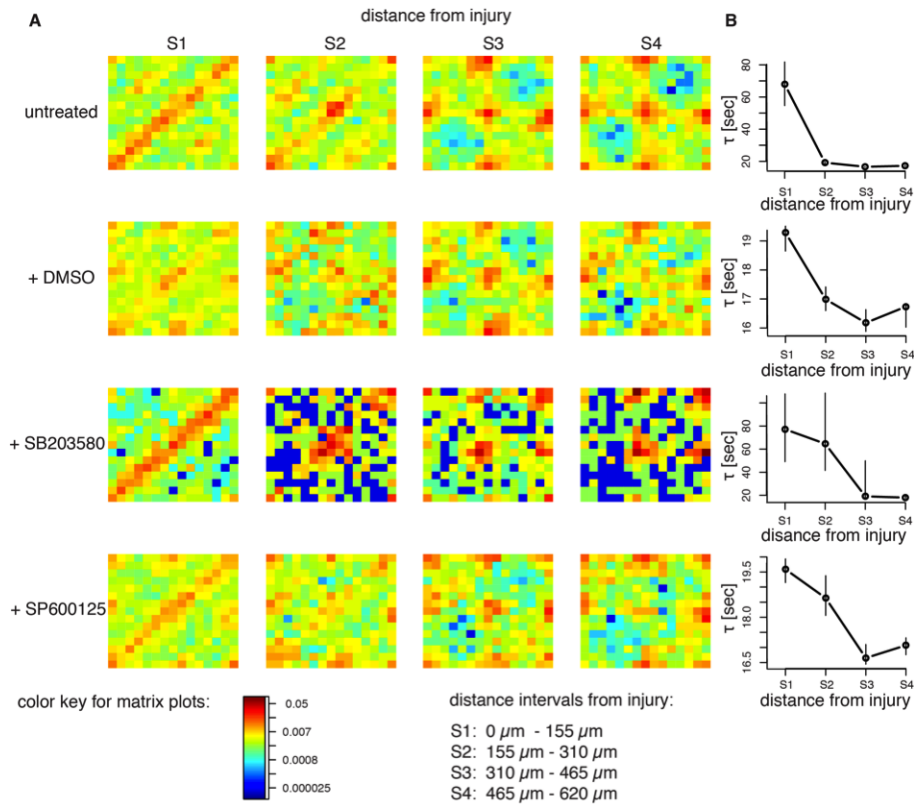 A
distance from injury
B
S1 S2 S3 S4
untreated
80
60
40
20
τ [sec]
S1 S2 S3 S4
distance from injury
+ DMSO
19
18
17
16
τ [sec]
S1 S2 S3 S4
distance from injury
+ SB203580
80
60
40
20
τ [sec]
S1 S2 S3 S4
distance from injury
+ SP600125
19.5
18.0
16.5
τ [sec]
S1 S2 S3 S4
distance from injury
color key for matrix plots:
0.05
0.007
0.0008
0.000025
distance intervals from injury:
S1: 0 µm - 155 µm
S2: 155 µm - 310 µm
S3: 310 µm - 465 µm
S4: 465 µm - 620 µm